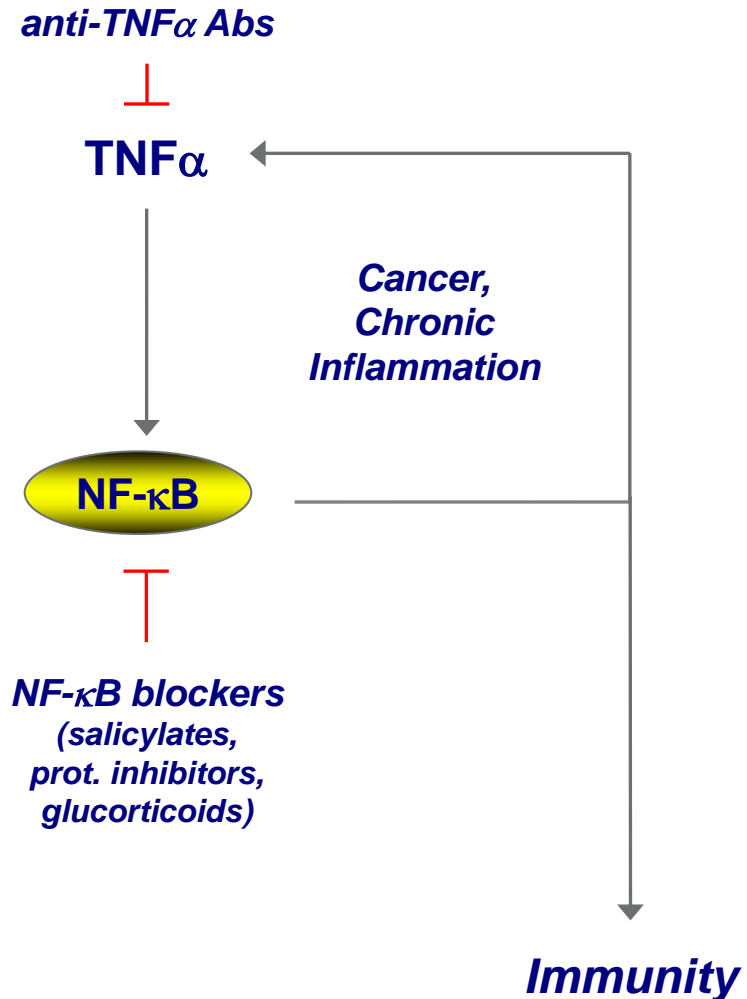 anti-TNFα Abs
TNFα
Cancer,
Chronic
Inflammation
NF-κB
NF-κB blockers
(salicylates,
prot. inhibitors,
glucorticoids)
Immunity